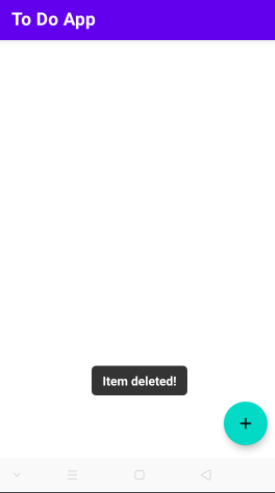 To Do App
Item deleted!
+